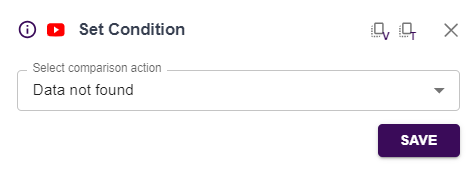 Set Condition
V
T
Select comparison action
Data not found
SAVE